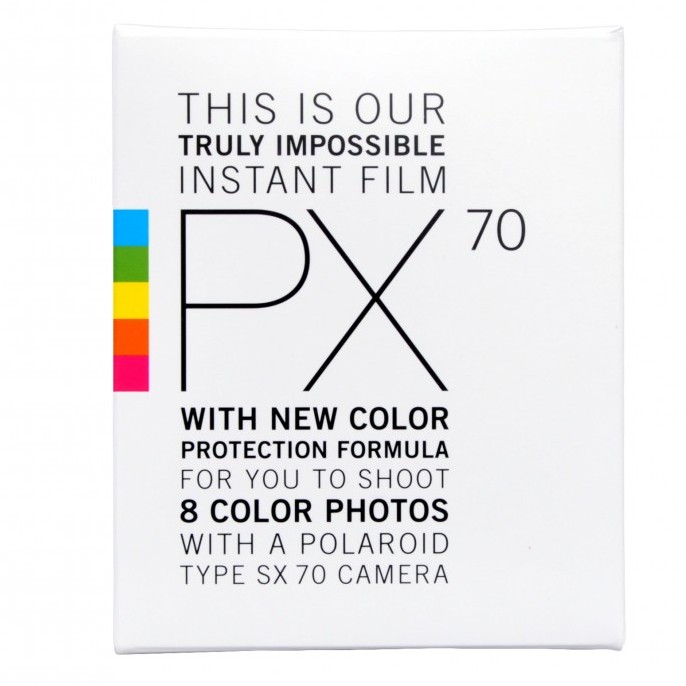 THIS IS OUR
TRULY IMPOSSIBLE
INSTANT FILM
PX 70
WITH NEW COLOR
PROTECTION FORMULA
FOR YOU TO SHOOT
8 COLOR PHOTOS
WITH A POLAROID
TYPE SX 70 CAMERA